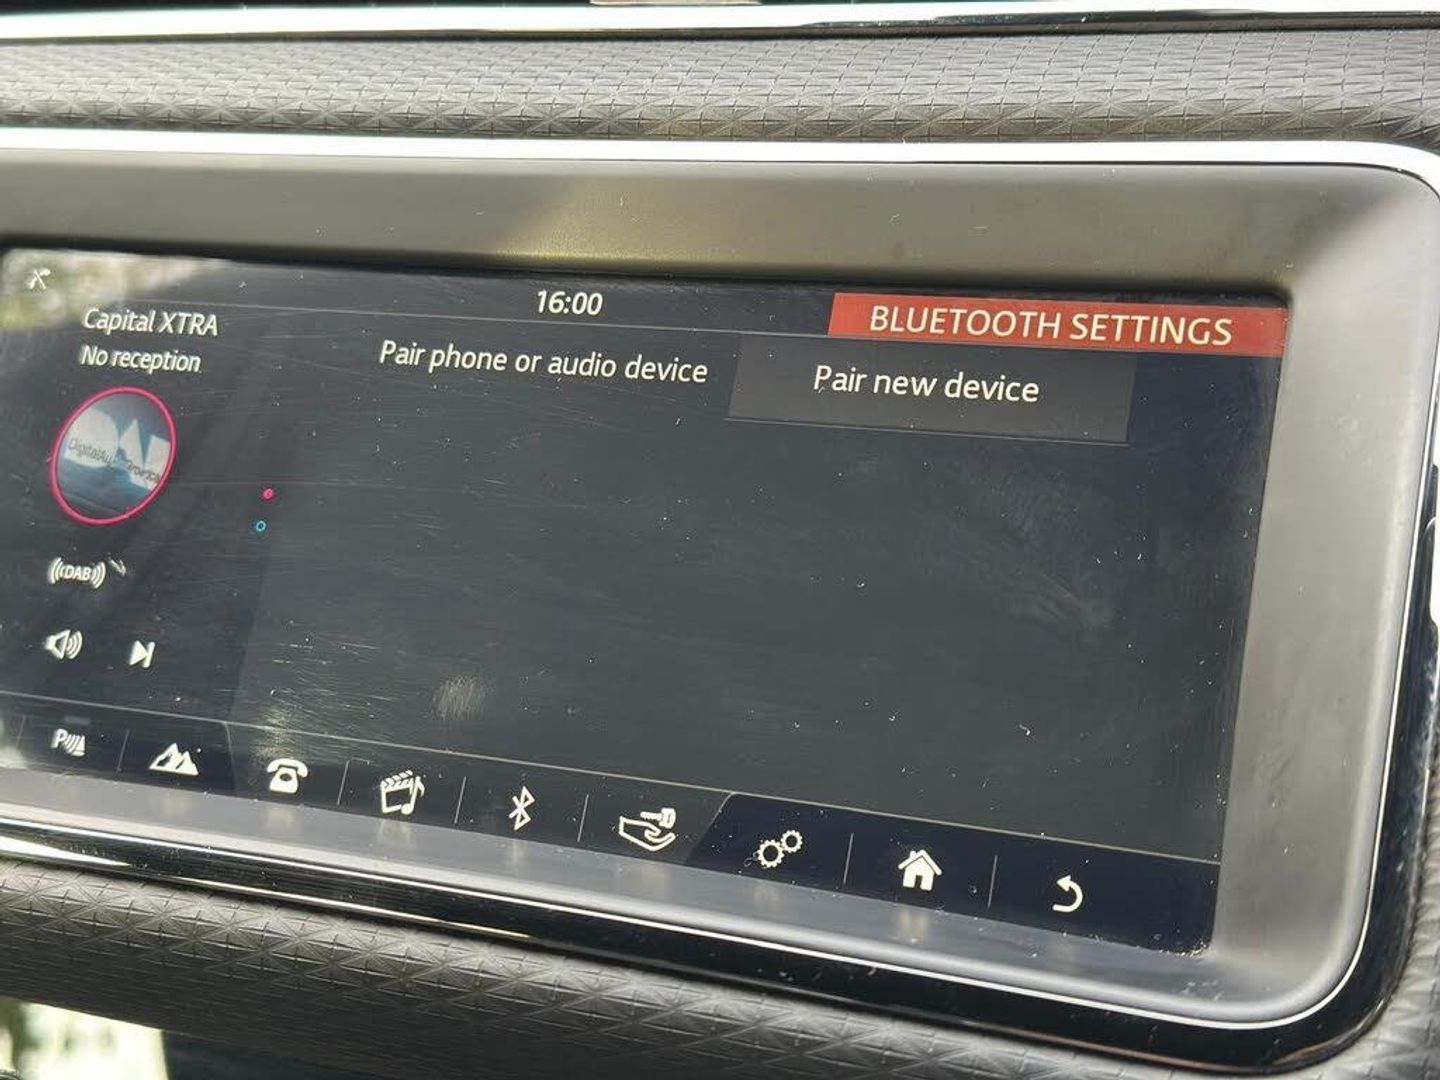 16:00
BLUETOOTH SETTINGS
Capital XTRA
No reception
Pair phone or audio device
Pair new device
DAB
P